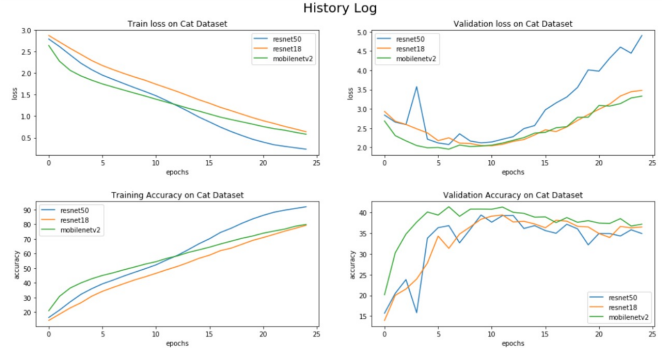 History Log
Train loss on Cat Dataset
3.0
2.5
2.0
1.5
1.0
0.5
loss
0
5
10
15
20
25
epochs
resnet50
resnet18
mobilenetv2
Validation loss on Cat Dataset
5.0
4.5
4.0
3.5
3.0
2.5
2.0
loss
0
5
10
15
20
25
epochs
resnet50
resnet18
mobilenetv2
Training Accuracy on Cat Dataset
90
80
70
60
50
40
30
20
accuracy
0
5
10
15
20
25
epochs
resnet50
resnet18
mobilenetv2
Validation Accuracy on Cat Dataset
40
35
30
25
20
15
accuracy
0
5
10
15
20
25
epochs
resnet50
resnet18
mobilenetv2